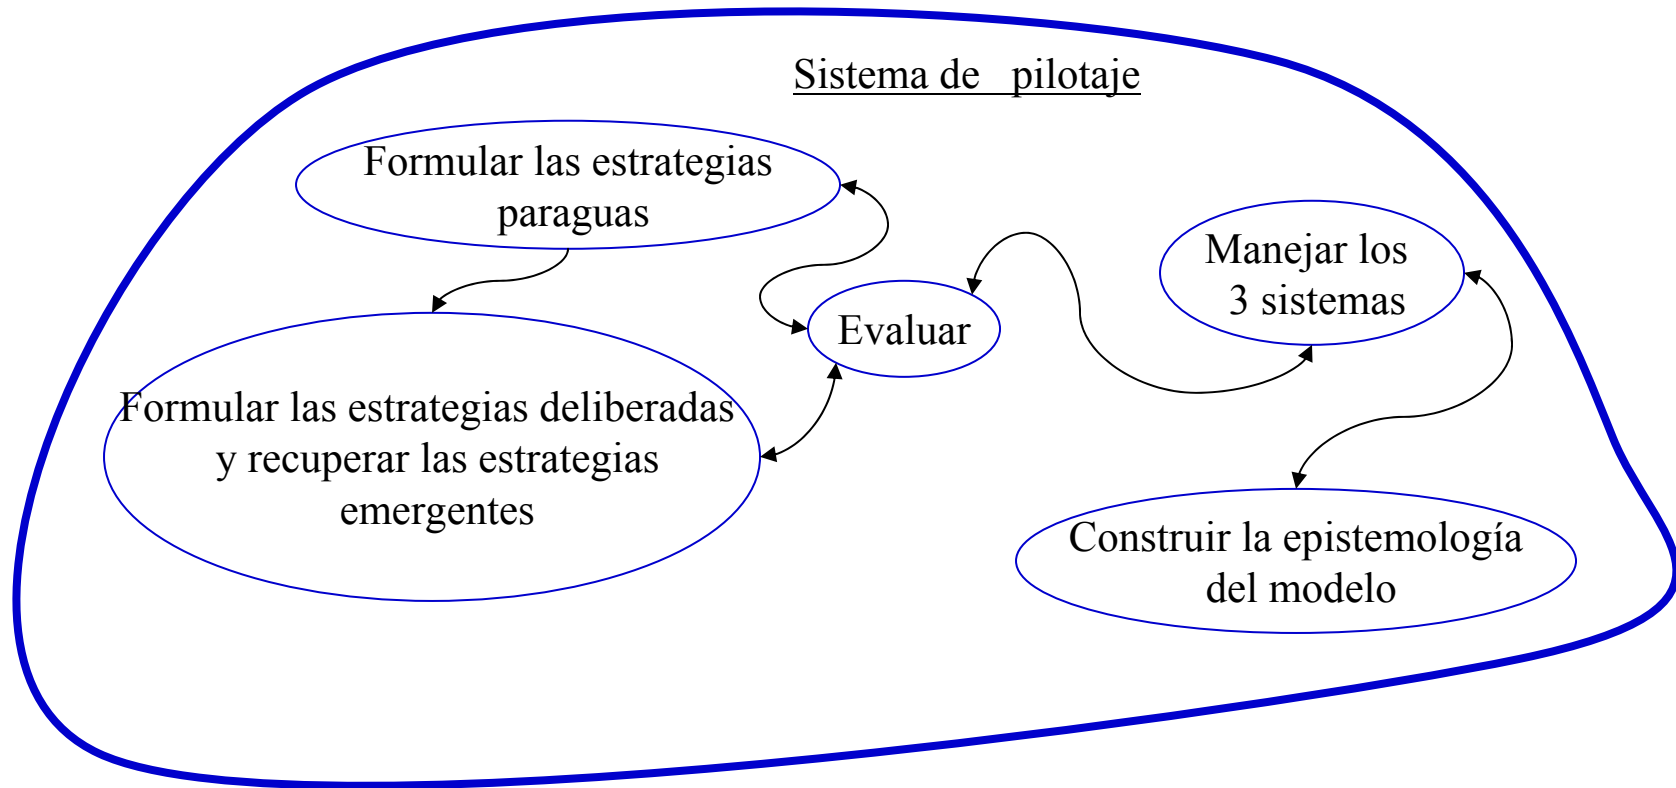 Sistema de pilotaje
Formular las estrategias
paraguas
Manejar los
3 sistemas
Evaluar
Formular las estrategias deliberadas
y recuperar las estrategias
emergentes
Construir la epistemología
del modelo